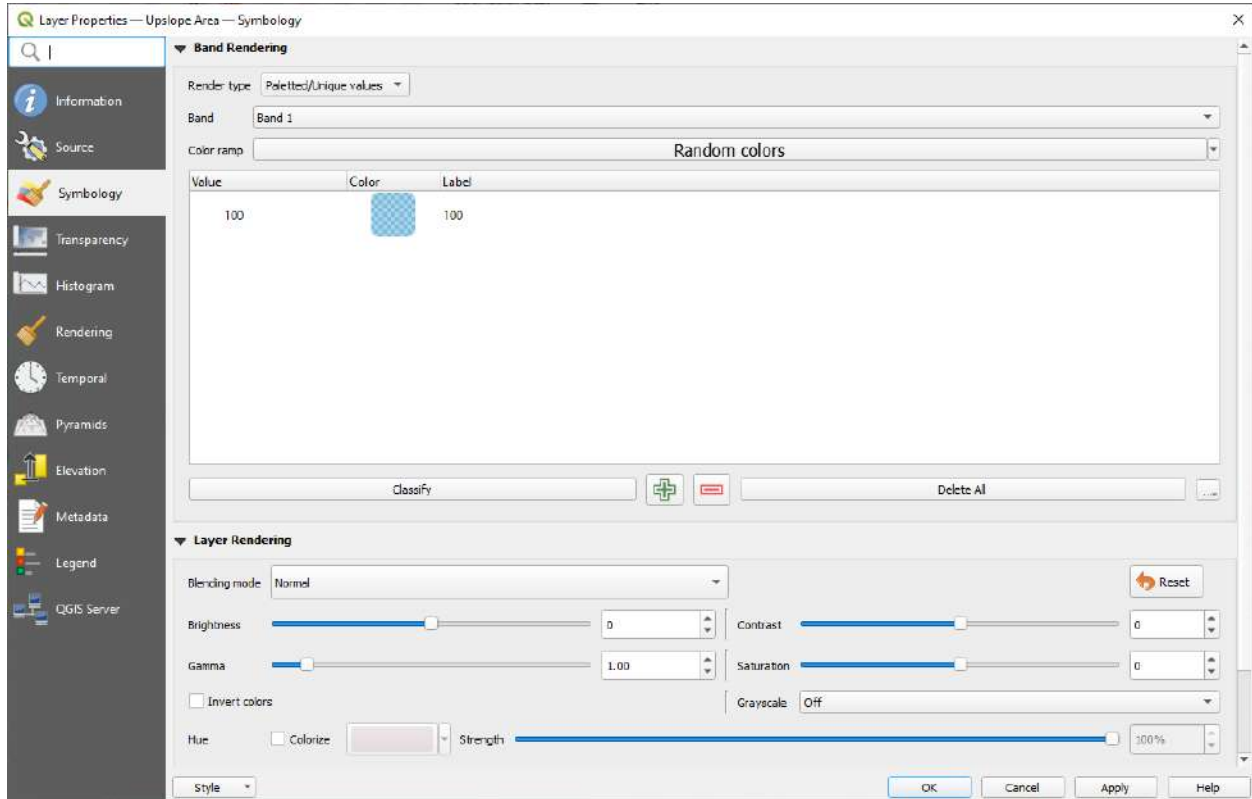 Layer Properties — Upslope Area — Symbology
Information
Source
Symbology
Transparency
Histogram
Rendering
Temporal
Pyramids
Elevation
Metadata
Legend
QGIS Server
Band Rendering
Render type Paletted/Unique values
Band Band 1
Color ramp Random colors
Value Color Label
100 100
Classify Delete All ...
Layer Rendering
Blending mode Normal Reset
Brightness 0 Contrast 0
Gamma 1.00 Saturation 0
Invert colors Grayscale Off
Hue Colorize Strength 100%
Style OK Cancel Apply Help